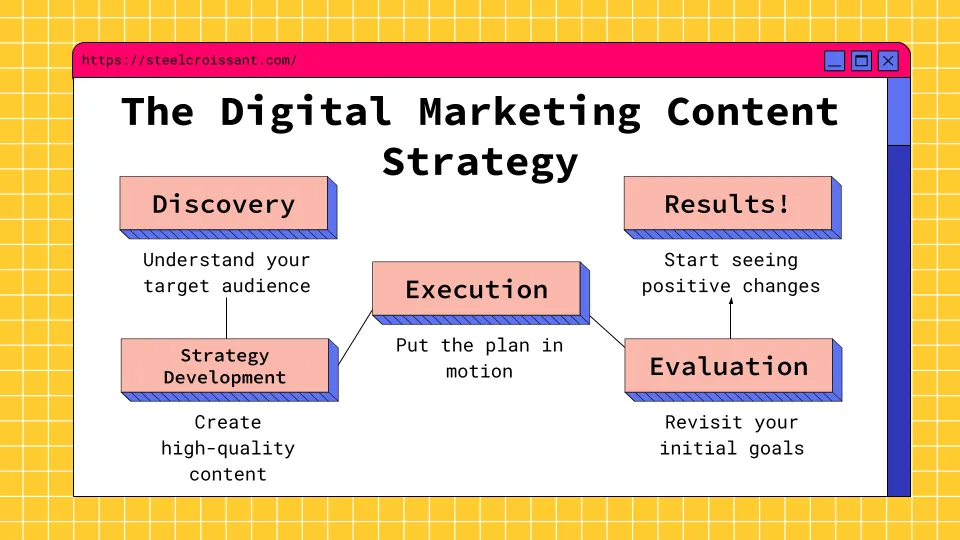 https://steelcroissant.com/
The Digital Marketing Content
Strategy
Discovery
Understand your
target audience
Strategy
Development
Create
high-quality
content
Execution
Put the plan in
motion
Results!
Start seeing
positive changes
Evaluation
Revisit your
initial goals